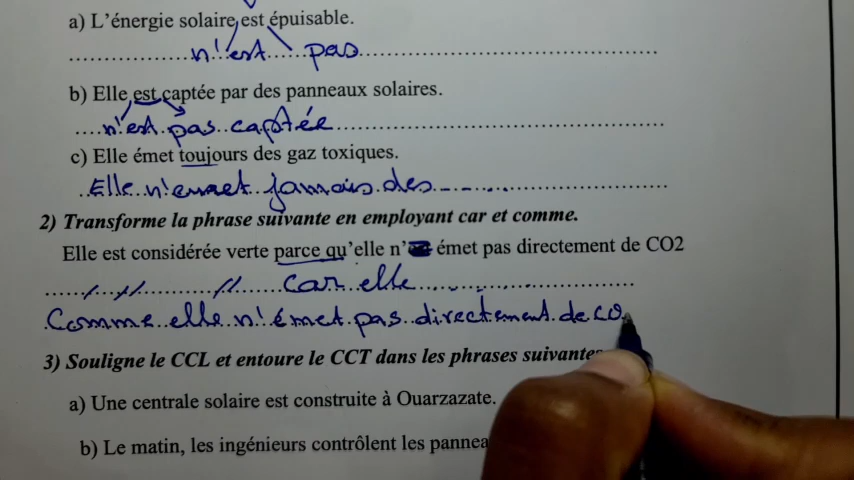 a) L'énergie solaire est épuisable.
n'est pas
b) Elle est captée par des panneaux solaires.
n'est pas captée
c) Elle émet toujours des gaz toxiques.
Elle n'emet jamais des
2) Transforme la phrase suivante en employant car et comme.
Elle est considérée verte parce qu'elle n' émet pas directement de CO2
car elle
Comme elle n'émet pas directement de CO
3) Souligne le CCL et entoure le CCT dans les phrases suivantes
a) Une centrale solaire est construite à Ouarzazate.
b) Le matin, les ingénieurs contrôlent les pannea